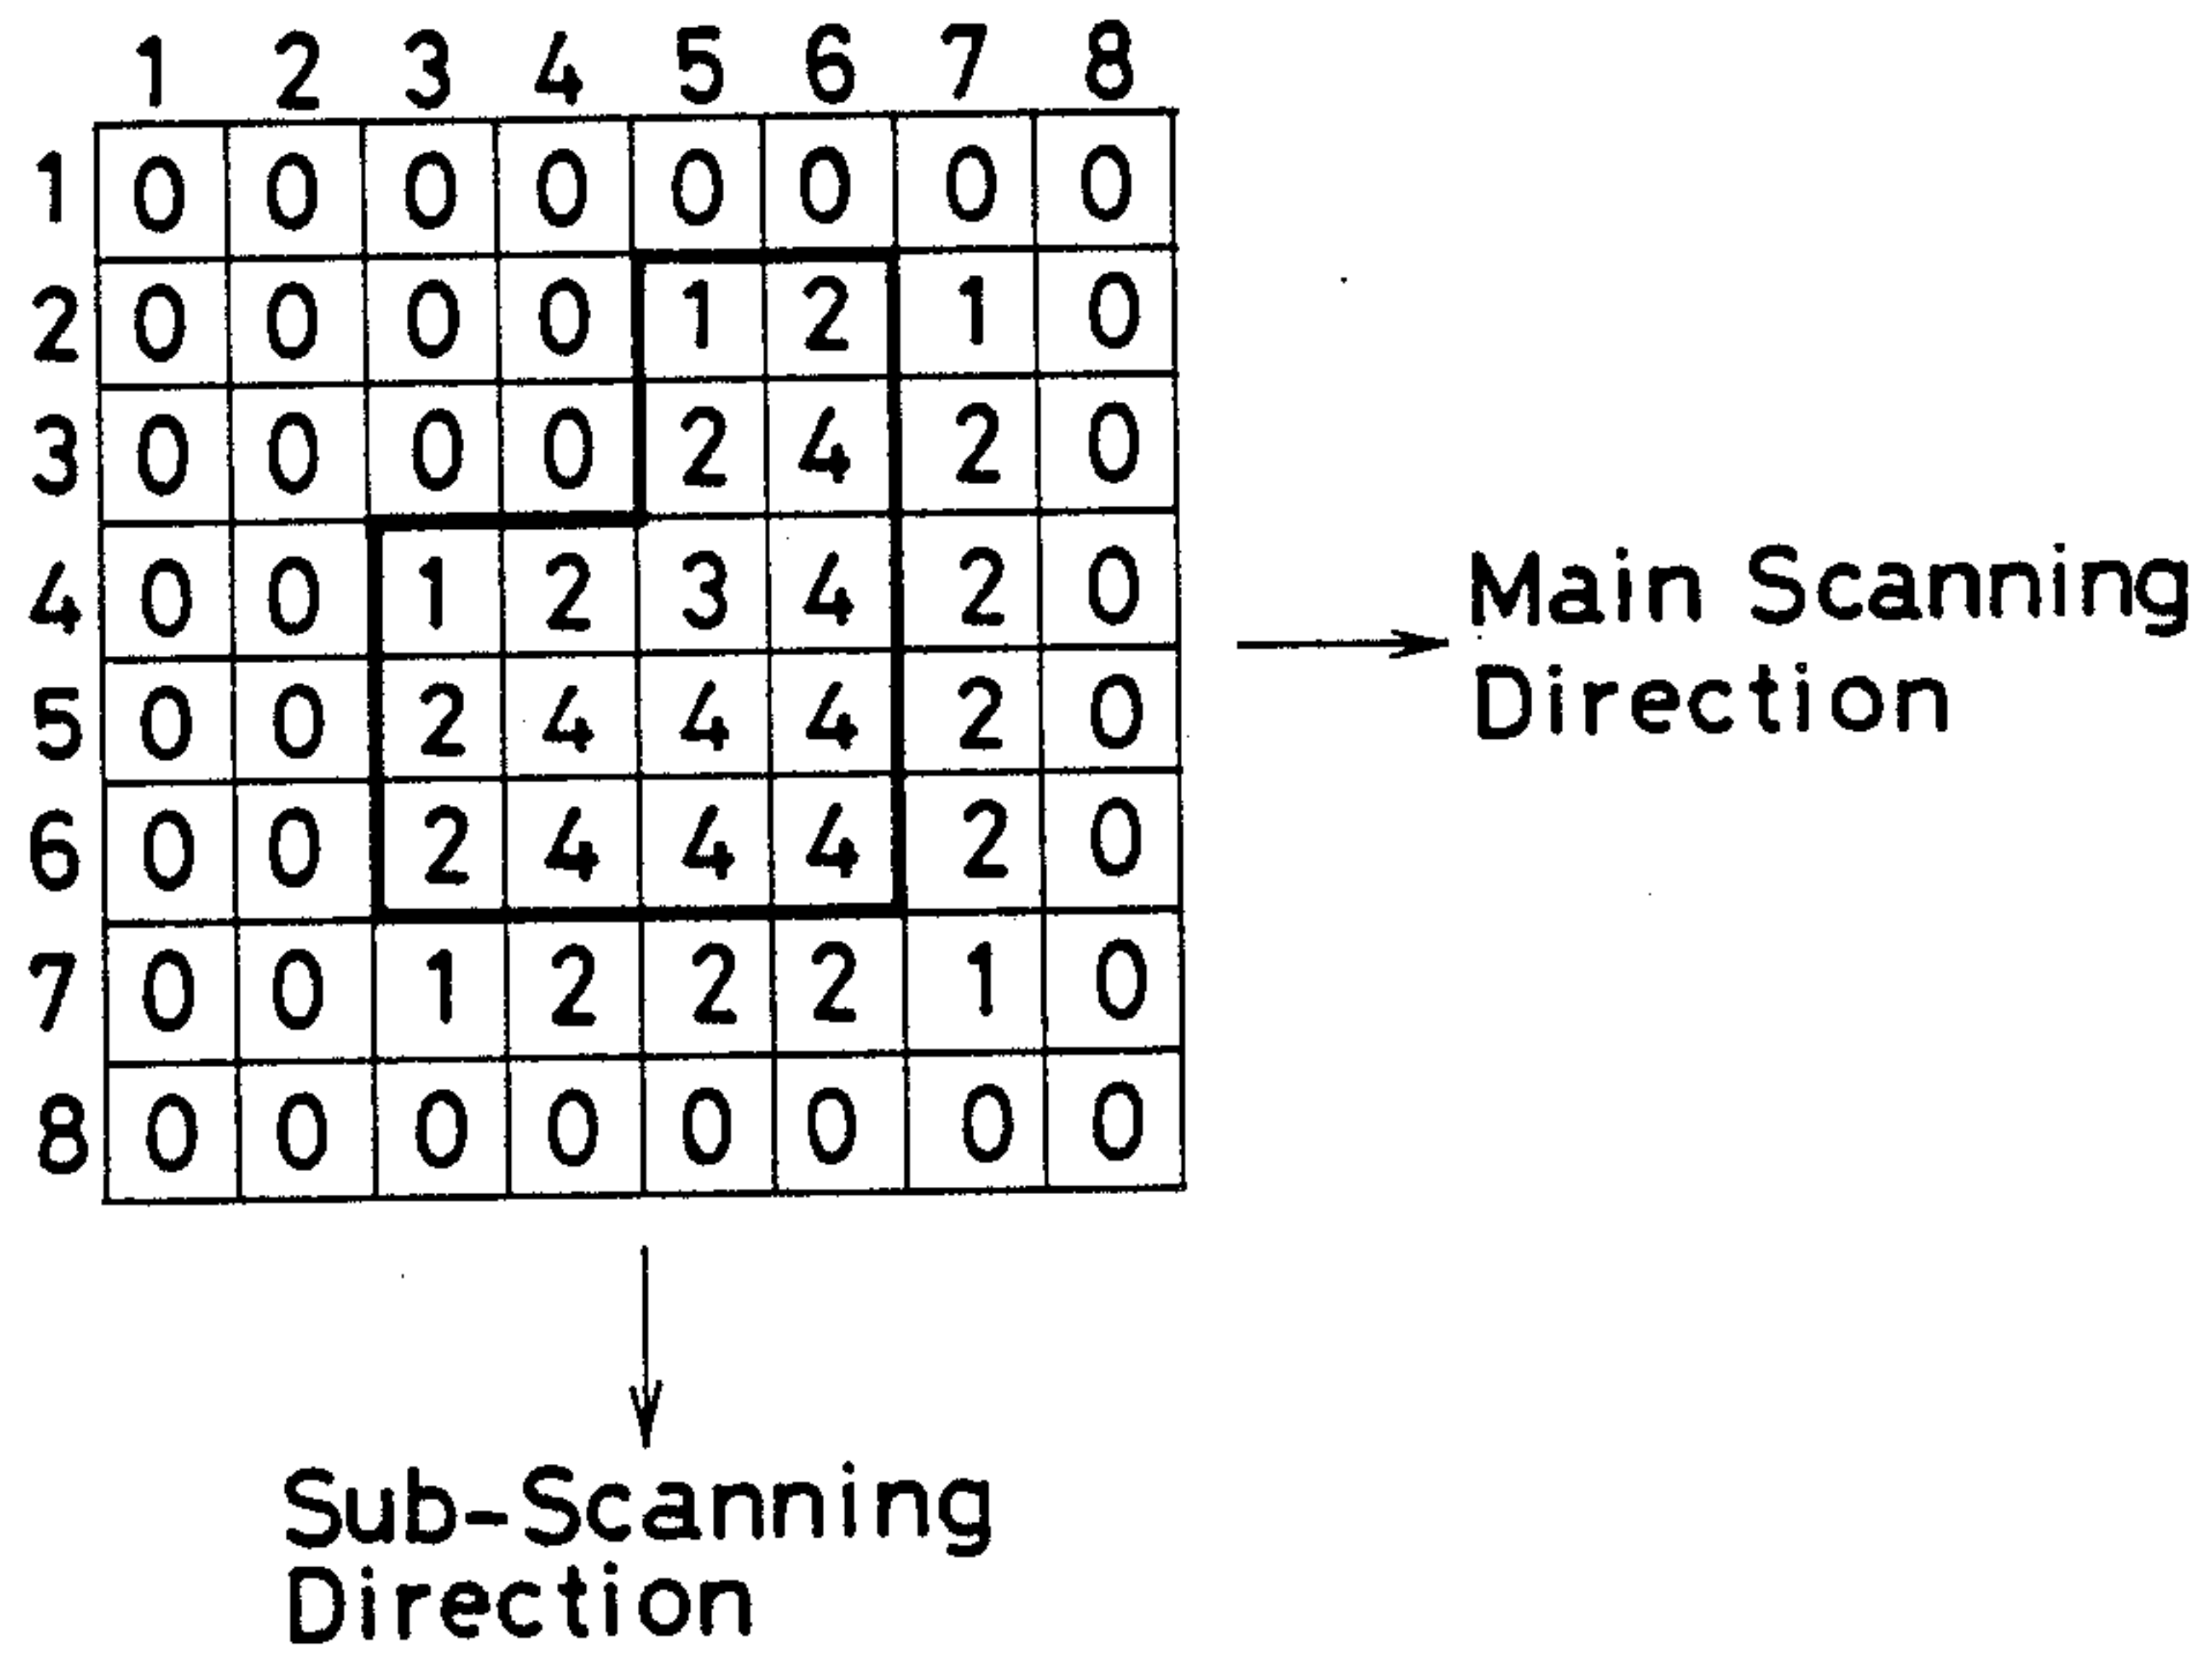 1 2 3 4 5 6 7 8
1 0 0 0 0 0 0 0 0
2 0 0 0 0 1 2 1 0
3 0 0 0 0 2 4 2 0
4 0 0 1 2 3 4 2 0
5 0 0 2 4 4 4 2 0
6 0 0 2 4 4 4 2 0
7 0 0 1 2 2 2 1 0
8 0 0 0 0 0 0 0 0
Main Scanning
Direction
Sub-Scanning
Direction